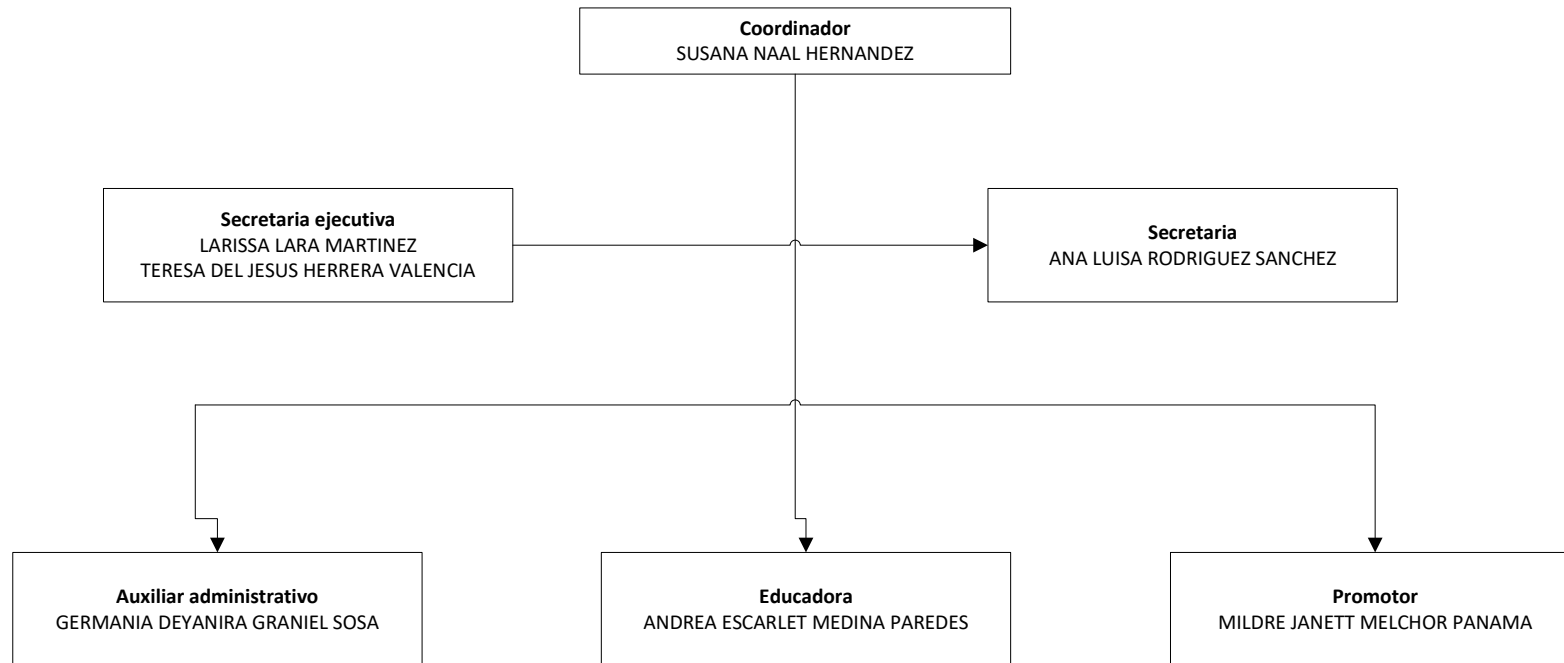 Coordinador
SUSANA NAAL HERNANDEZ
Secretaria ejecutiva
LARISSA LARA MARTINEZ
TERESA DEL JESUS HERRERA VALENCIA
Secretaria
ANA LUISA RODRIGUEZ SANCHEZ
Auxiliar administrativo
GERMANIA DEYANIRA GRANIEL SOSA
Educadora
ANDREA ESCARLET MEDINA PAREDES
Promotor
MILDRE JANETT MELCHOR PANAMA